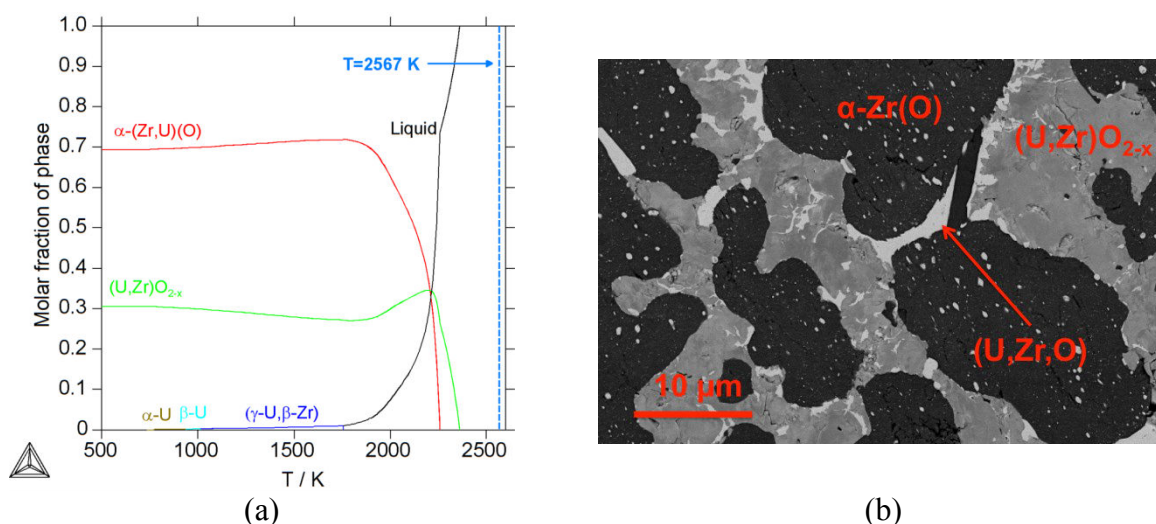 1.0
0.9
0.8
0.7
0.6
0.5
0.4
0.3
0.2
0.1
0
Molar fraction of phase
T=2567 K
α-(Zr,U)(O)
Liquid
(U,Zr)O2-x
α-U β-U (γ-U,β-Zr)
500 1000 1500 2000 2500
T / K
(a)
α-Zr(O)
(U,Zr)O2-x
(U,Zr,O)
10 µm
(b)